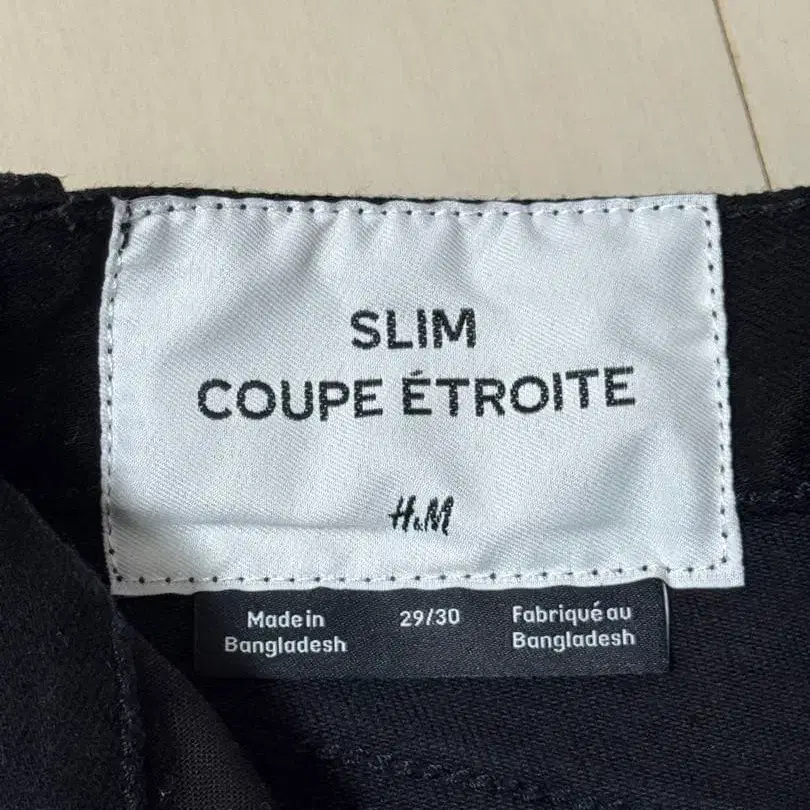 SLIM
COUPE ÉTROITE
H&M
Made in
Bangladesh
29/30
Fabriqué au
Bangladesh